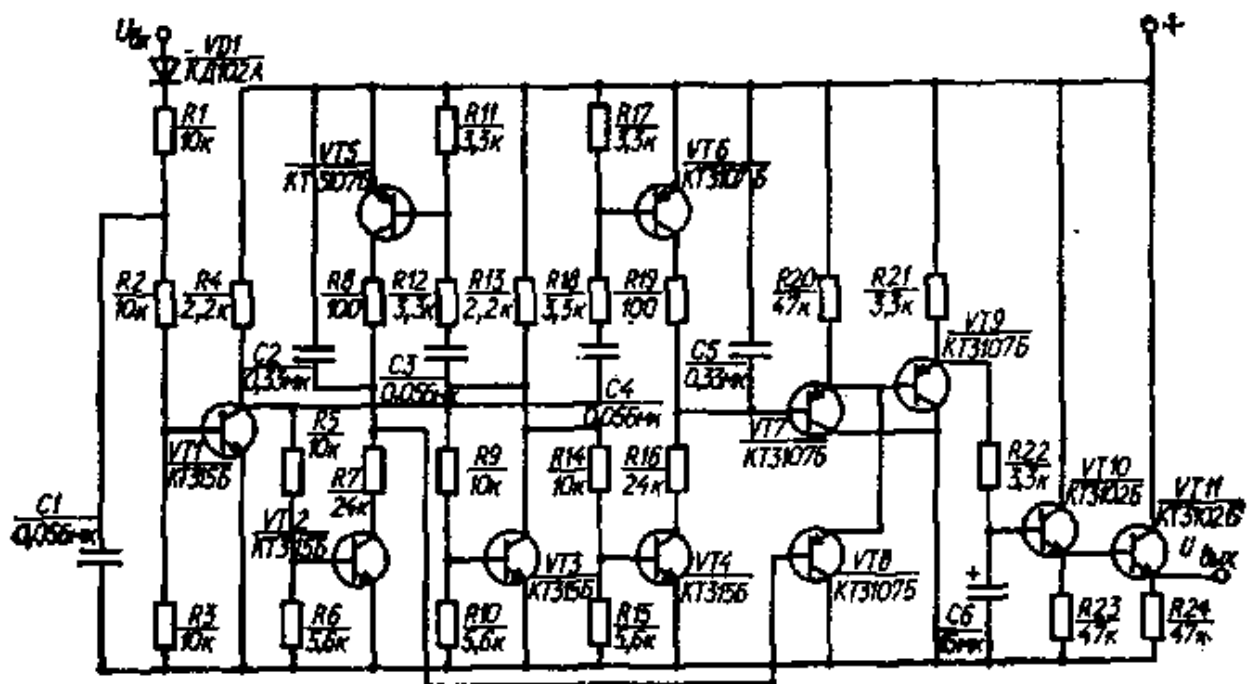 Uвх
VD1
КД102А
+
R1
10к
R11
3,3к
R17
3,3к
VT5
КТ3107Б
VT6
КТ3107Б
R2
10к
R4
2,2к
R8
100
R12
3,3к
R13
2,2к
R18
3,3к
R19
100
R20
47к
R21
3,3к
VT9
КТ3107Б
C2
0,33мк
C3
0,056мк
C4
0,056мк
C5
0,33мк
VT1
КТ315Б
R5
10к
R7
24к
R9
10к
R14
10к
R16
24к
VT7
КТ3107Б
R22
3,3к
VT10
КТ3102Б
VT11
КТ3102Б
Uвых
C1
0,056мк
VT2
КТ315Б
VT3
КТ315Б
VT4
КТ315Б
VT8
КТ3107Б
+
C6
15мк
R3
10к
R6
5,6к
R10
5,6к
R15
5,6к
R23
47к
R24
47к